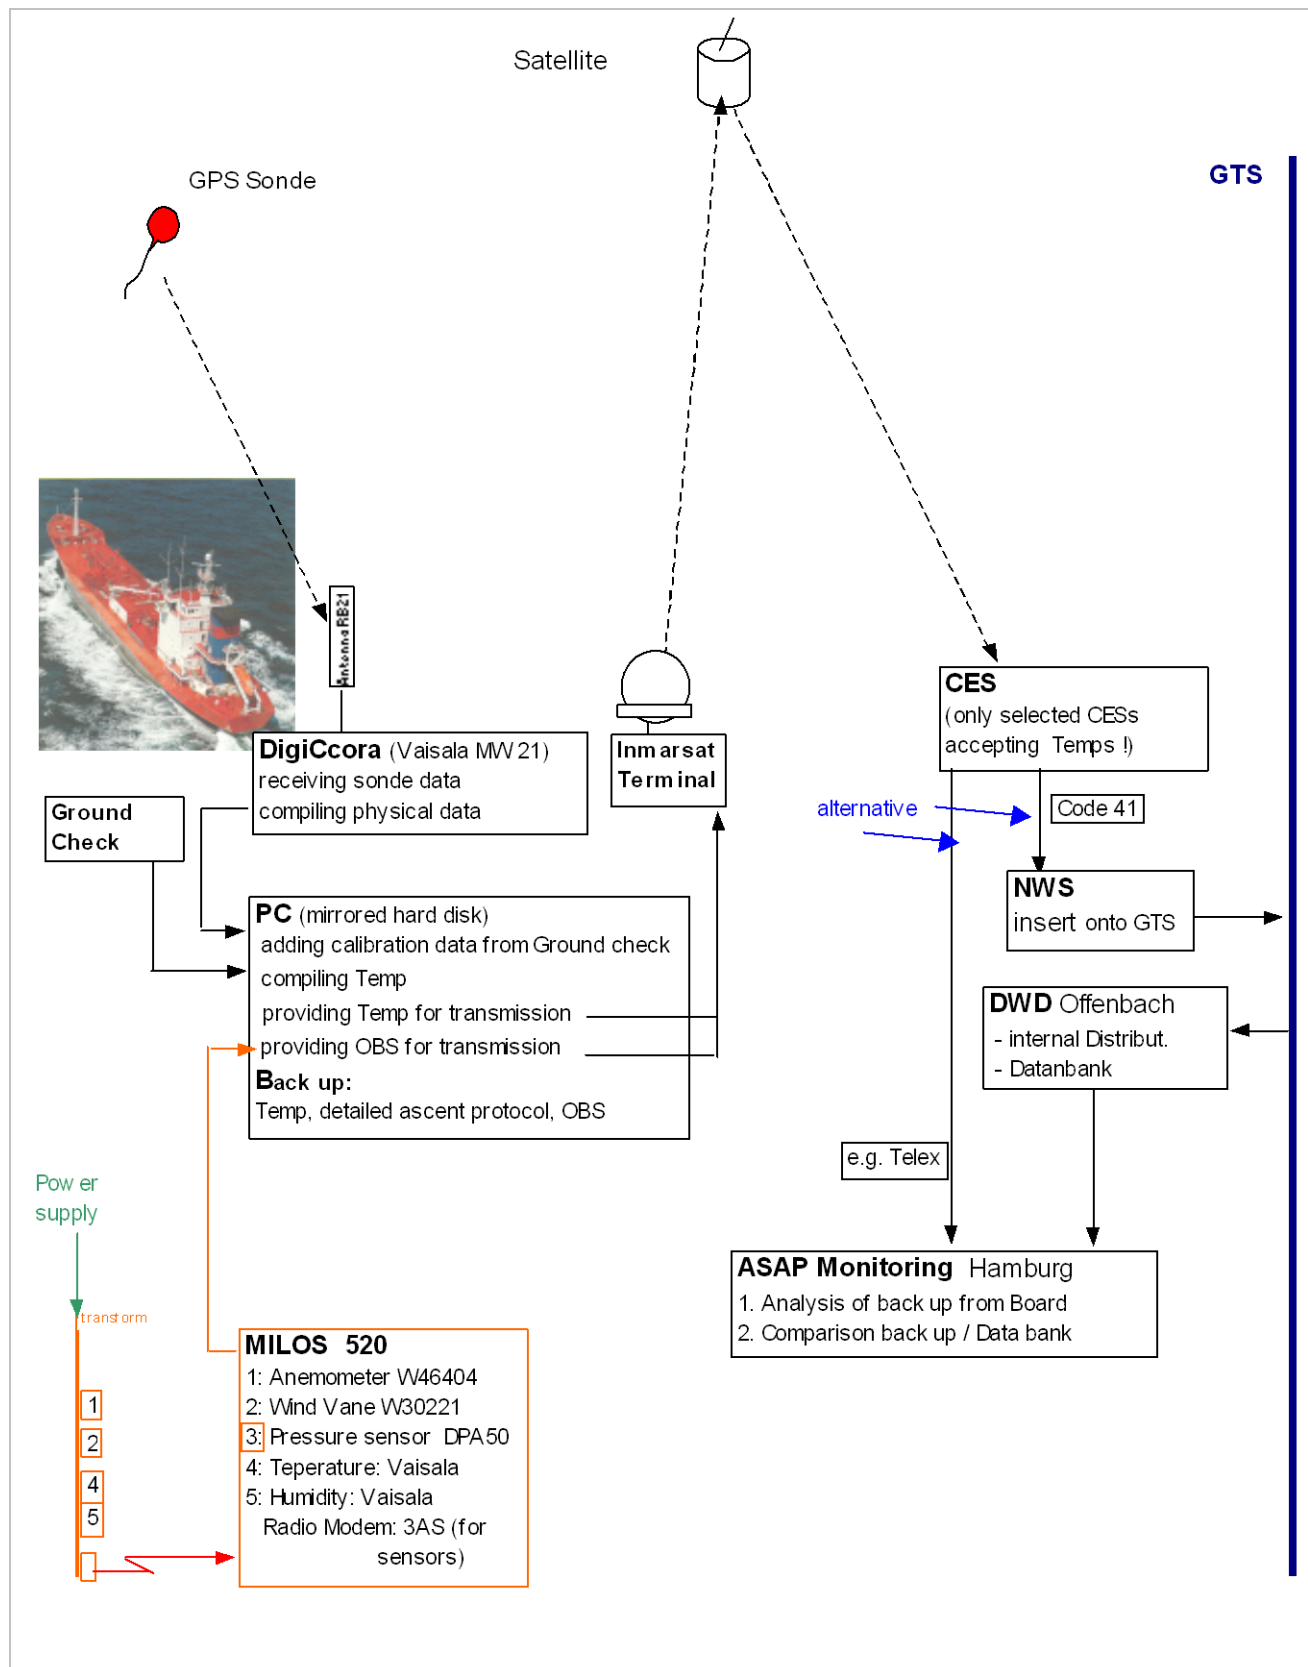 Satellite
GPS Sonde
GTS
Antenna RB21
DigiCcora (Vaisala MW21)
receiving sonde data
compiling physical data
Inmarsat
Terminal
CES
(only selected CESs
accepting Temps !)
alternative
Code 41
Ground
Check
NWS
insert onto GTS
PC (mirrored hard disk)
adding calibration data from Ground check
compiling Temp
providing Temp for transmission
providing OBS for transmission
Back up:
Temp, detailed ascent protocol, OBS
DWD Offenbach
- internal Distribut.
- Datanbank
e.g. Telex
Power
supply
transform
ASAP Monitoring Hamburg
1. Analysis of back up from Board
2. Comparison back up / Data bank
1
2
4
5
MILOS 520
1: Anemometer W46404
2: Wind Vane W30221
3: Pressure sensor DPA50
4: Teperature: Vaisala
5: Humidity: Vaisala
Radio Modem: 3AS (for
sensors)